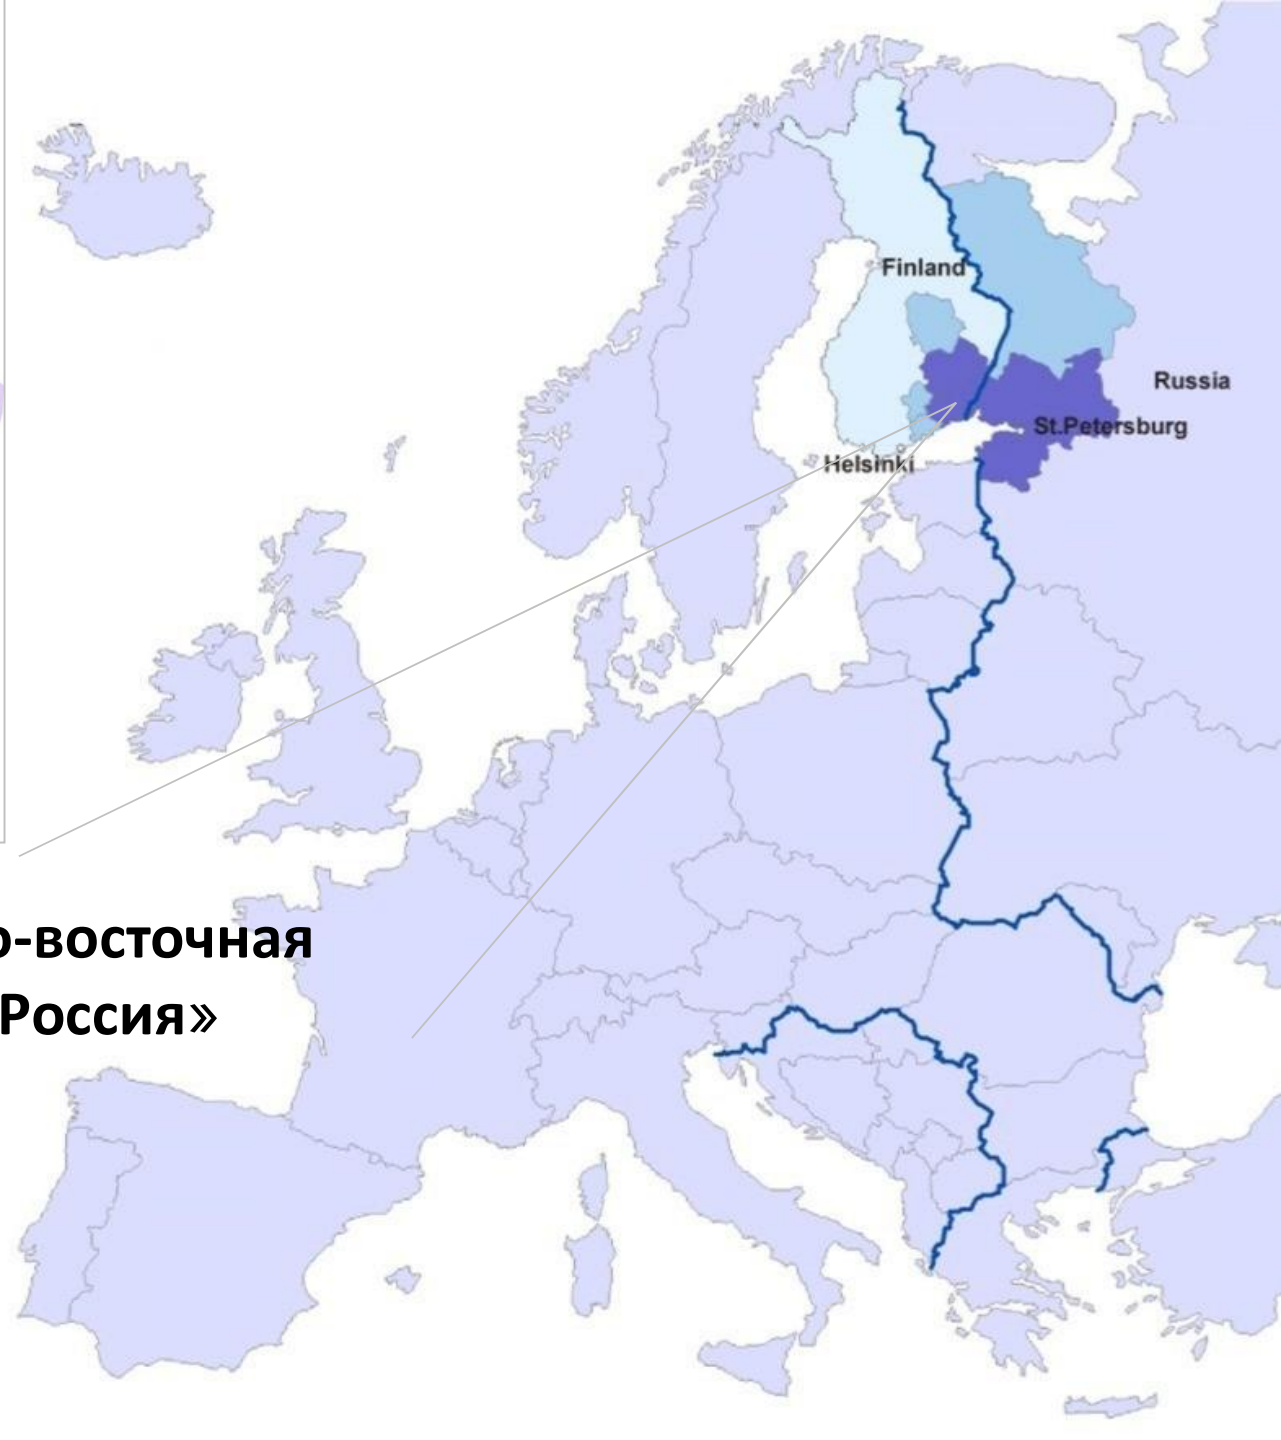 Finland
Russia
St.Petersburg
Helsinki
о-восточная
Россия»